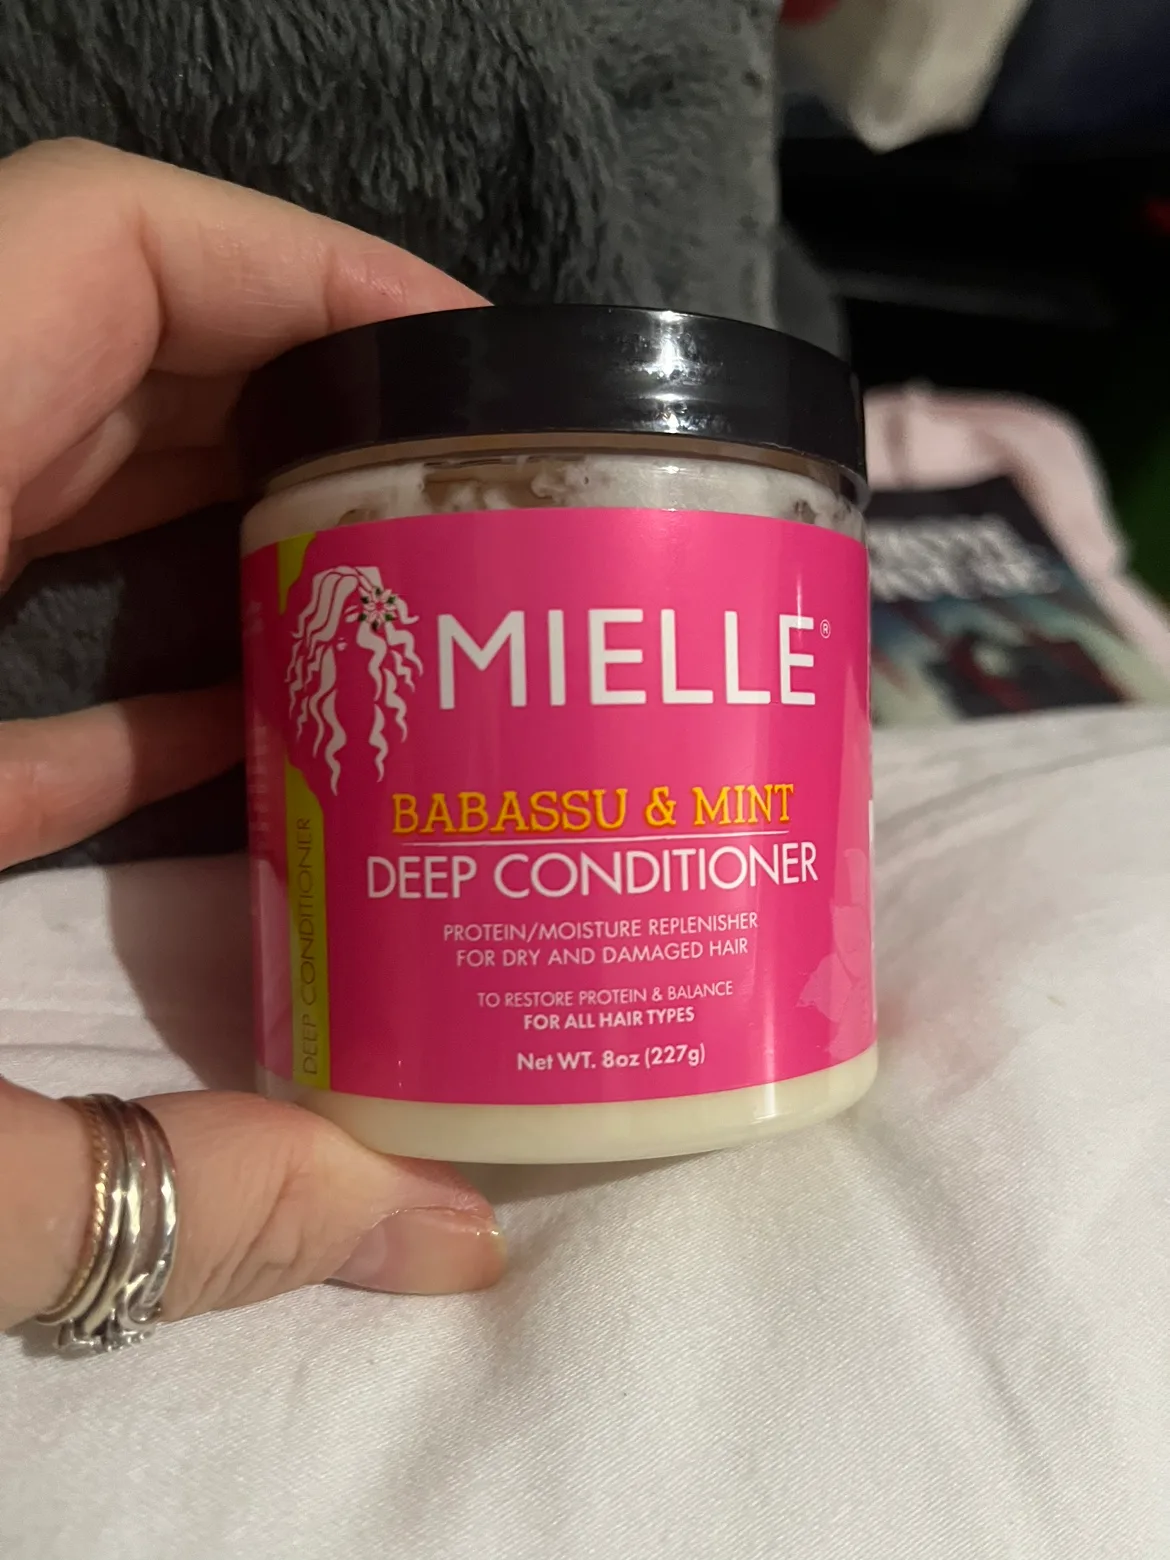 MIELLE®
BABASSU & MINT
DEEP CONDITIONER
PROTEIN/MOISTURE REPLENISHER
FOR DRY AND DAMAGED HAIR
TO RESTORE PROTEIN & BALANCE
FOR ALL HAIR TYPES
Net WT. 8oz (227g)
DEEP CONDITIONER